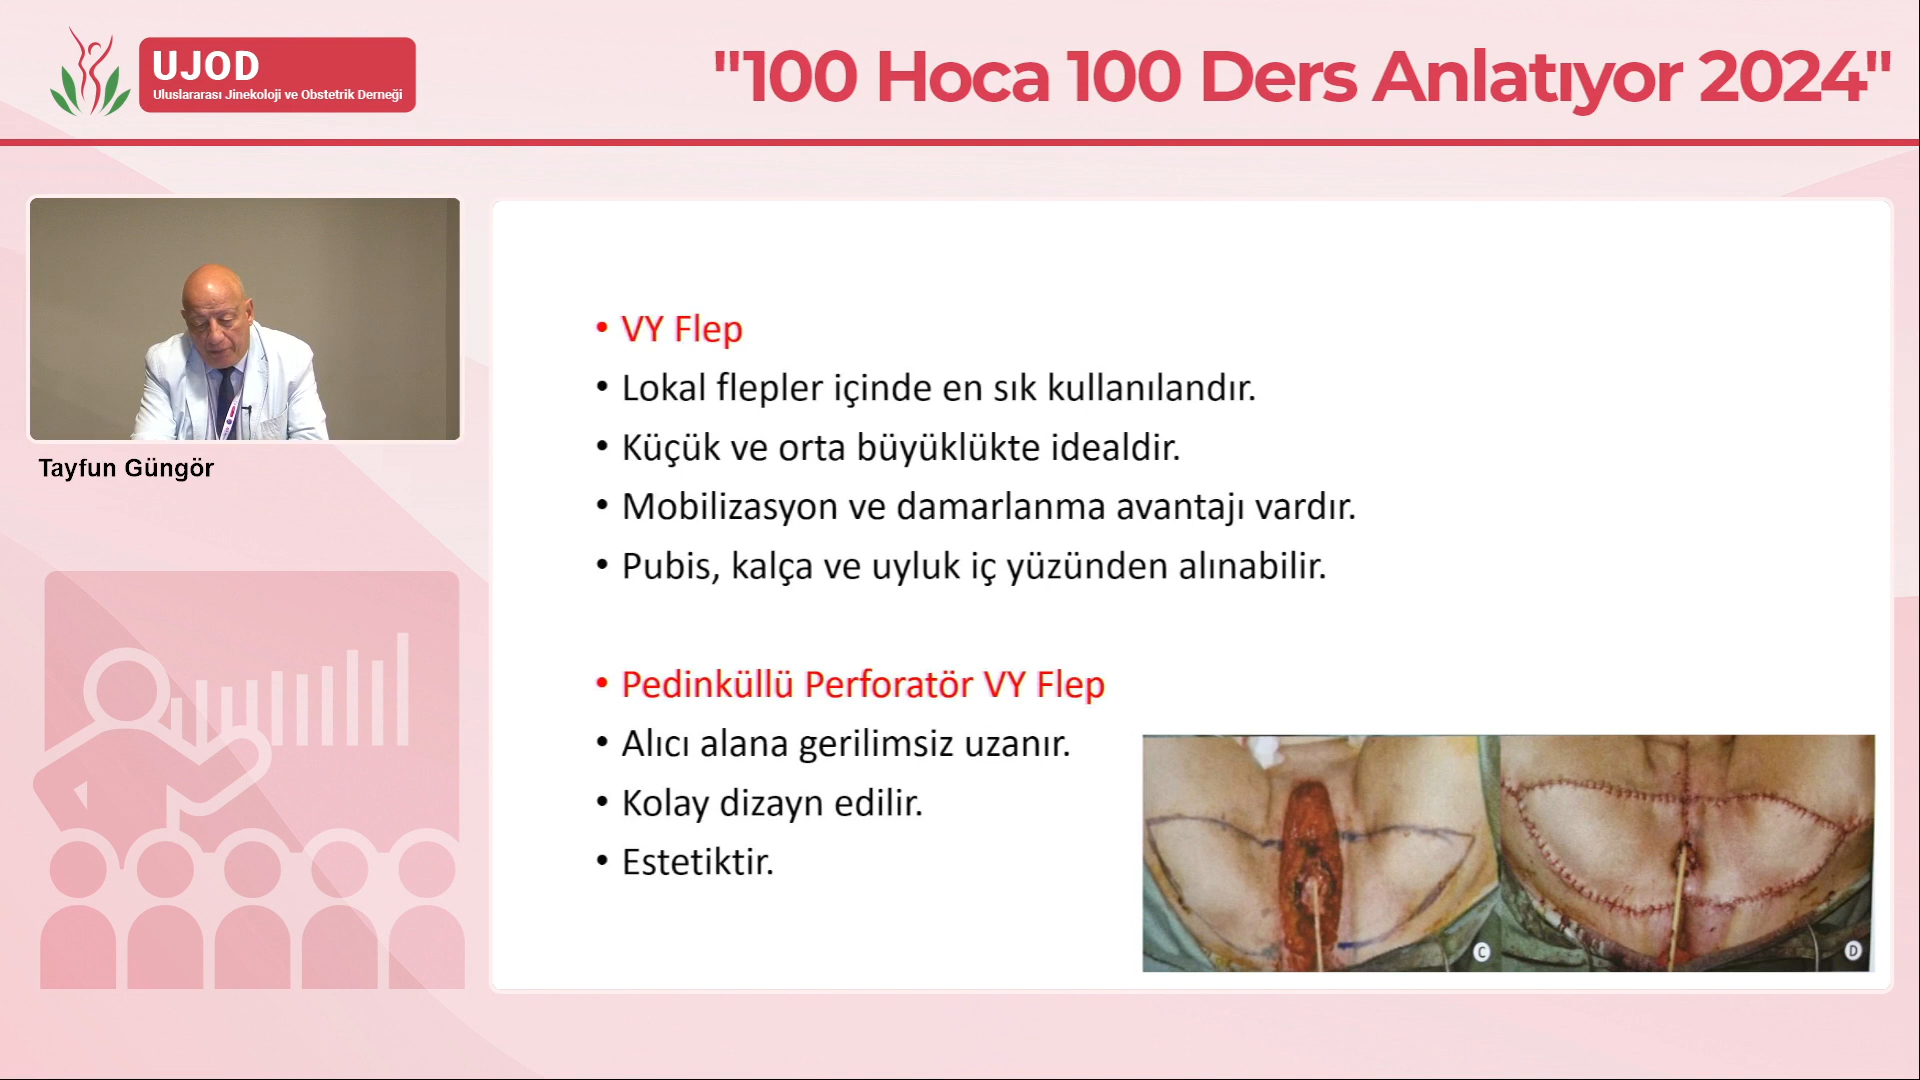 UJOD
Uluslararası Jinekoloji ve Obstetrik Derneği
"100 Hoca 100 Ders Anlatıyor 2024"
Tayfun Güngör
• VY Flep
• Lokal flepler içinde en sık kullanılandır.
• Küçük ve orta büyüklükte idealdir.
• Mobilizasyon ve damarlanma avantajı vardır.
• Pubis, kalça ve uyluk iç yüzünden alınabilir.
• Pedinküllü Perforatör VY Flep
• Alıcı alana gerilimsiz uzanır.
• Kolay dizayn edilir.
• Estetiktir.
C
D